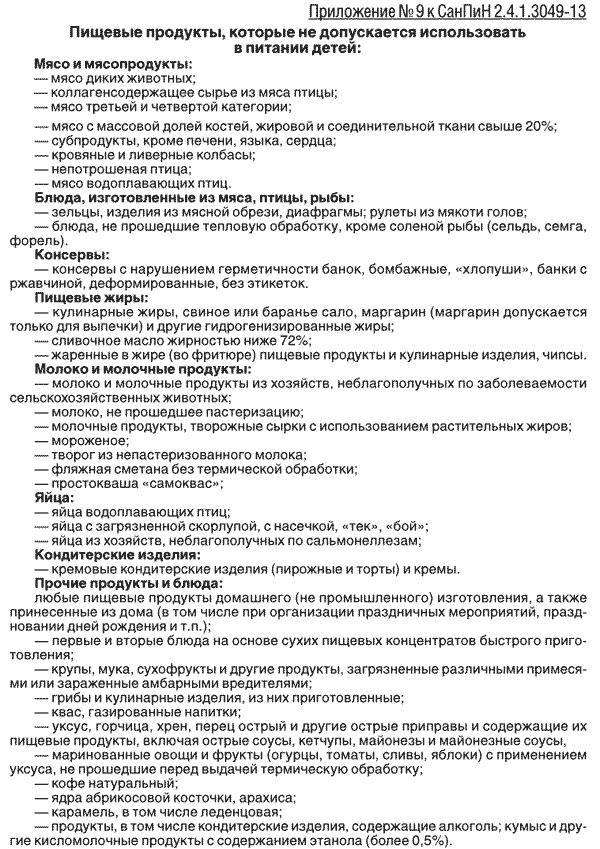 Приложение № 9 к СанПиН 2.4.1.3049-13
Пищевые продукты, которые не допускается использовать
в питании детей:
Мясо и мясопродукты:
— мясо диких животных;
— коллагенсодержащее сырье из мяса птицы;
— мясо третьей и четвертой категории;
— мясо с массовой долей костей, жировой и соединительной ткани свыше 20%;
— субпродукты, кроме печени, языка, сердца;
— кровяные и ливерные колбасы;
— непотрошеная птица;
— мясо водоплавающих птиц.
Блюда, изготовленные из мяса, птицы, рыбы:
— зельцы, изделия из мясной обрези, диафрагмы; рулеты из мякоти голов;
— блюда, не прошедшие тепловую обработку, кроме соленой рыбы (сельдь, семга,
форель).
Консервы:
— консервы с нарушением герметичности банок, бомбажные, «хлопуши», банки с
ржавчиной, деформированные, без этикеток.
Пищевые жиры:
— кулинарные жиры, свиное или баранье сало, маргарин (маргарин допускается
только для выпечки) и другие гидрогенизированные жиры;
— сливочное масло жирностью ниже 72%;
— жаренные в жире (во фритюре) пищевые продукты и кулинарные изделия, чипсы.
Молоко и молочные продукты:
— молоко и молочные продукты из хозяйств, неблагополучных по заболеваемости
сельскохозяйственных животных;
— молоко, не прошедшее пастеризацию;
— молочные продукты, творожные сырки с использованием растительных жиров;
— мороженое;
— творог из непастеризованного молока;
— фляжная сметана без термической обработки;
— простокваша «самоквас»;
Яйца:
— яйца водоплавающих птиц;
— яйца с загрязненной скорлупой, с насечкой, «тек», «бой»;
— яйца из хозяйств, неблагополучных по сальмонеллезам;
Кондитерские изделия:
— кремовые кондитерские изделия (пирожные и торты) и кремы.
Прочие продукты и блюда:
любые пищевые продукты домашнего (не промышленного) изготовления, а также
принесенные из дома (в том числе при организации праздничных мероприятий, празд-
новании дней рождения и т.п.);
— первые и вторые блюда на основе сухих пищевых концентратов быстрого приго-
товления;
— крупы, мука, сухофрукты и другие продукты, загрязненные различными примеся-
ми или зараженные амбарными вредителями;
— грибы и кулинарные изделия, из них приготовленные;
— квас, газированные напитки;
— уксус, горчица, хрен, перец острый и другие острые приправы и содержащие их
пищевые продукты, включая острые соусы, кетчупы, майонезы и майонезные соусы,
— маринованные овощи и фрукты (огурцы, томаты, сливы, яблоки) с применением
уксуса, не прошедшие перед выдачей термическую обработку;
— кофе натуральный;
— ядра абрикосовой косточки, арахиса;
— карамель, в том числе леденцовая;
— продукты, в том числе кондитерские изделия, содержащие алкоголь; кумыс и дру-
гие кисломолочные продукты с содержанием этанола (более 0,5%).